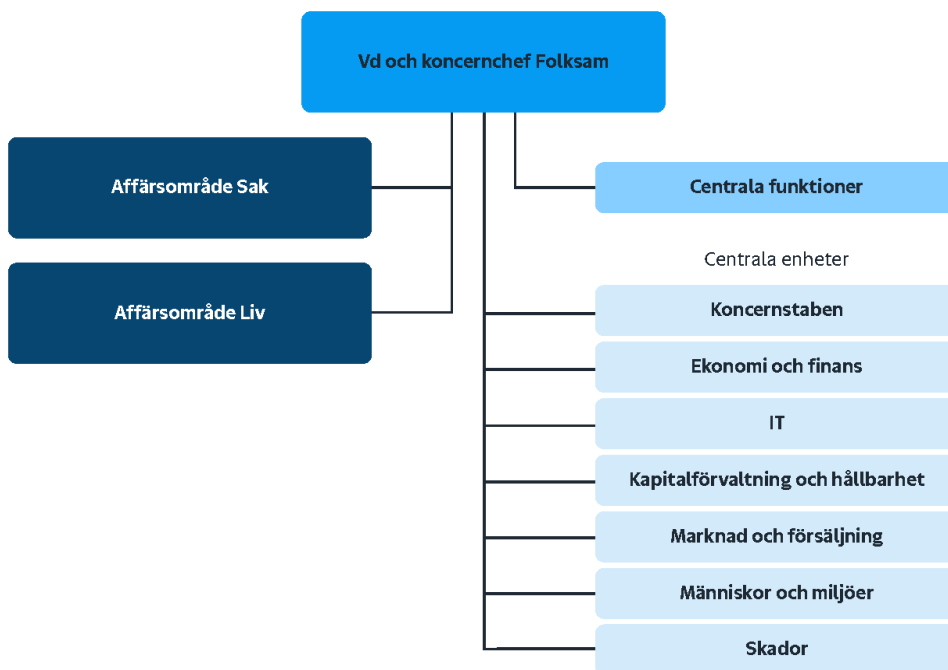 Vd och koncernchef Folksam
Affärsområde Sak
Affärsområde Liv
Centrala funktioner
Centrala enheter
Koncernstaben
Ekonomi och finans
IT
Kapitalförvaltning och hållbarhet
Marknad och försäljning
Människor och miljöer
Skador